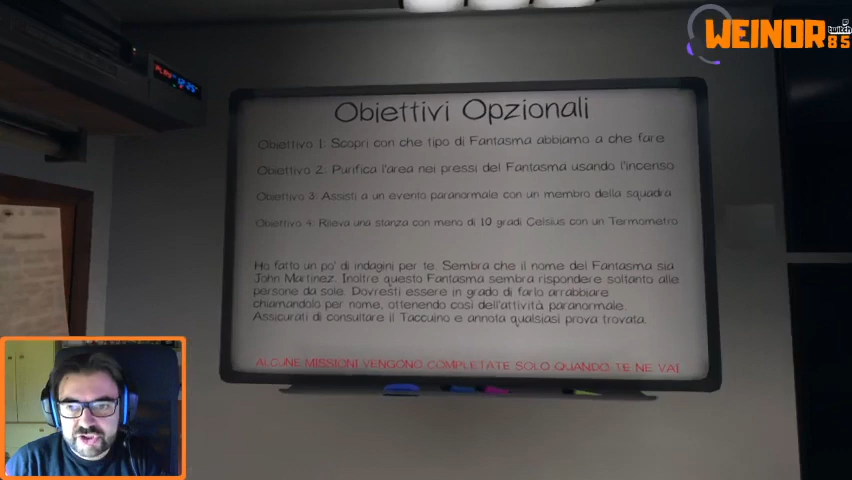 WEINOR
twitch
85
Obiettivi Opzionali
Obiettivo 1: Scopri con che tipo di Fantasma abbiamo a che fare
Obiettivo 2: Purifica l'area nei pressi del Fantasma usando l'incenso
Obiettivo 3: Assisti a un evento paranormale con un membro della squadra
Obiettivo 4: Rileva una stanza con meno di 10 gradi Celsius con un Termometro
Ho fatto un po' di indagini per te. Sembra che il nome del Fantasma sia
John Martinez. Inoltre questo Fantasma sembra rispondere soltanto alle
persone da sole. Dovresti essere in grado di farlo arrabbiare
chiamandolo per nome, ottenendo così dell'attività paranormale.
Assicurati di consultare il Taccuino e annota qualsiasi prova trovata.
ALCUNE MISSIONI VENGONO COMPLETATE SOLO QUANDO TE NE VAI